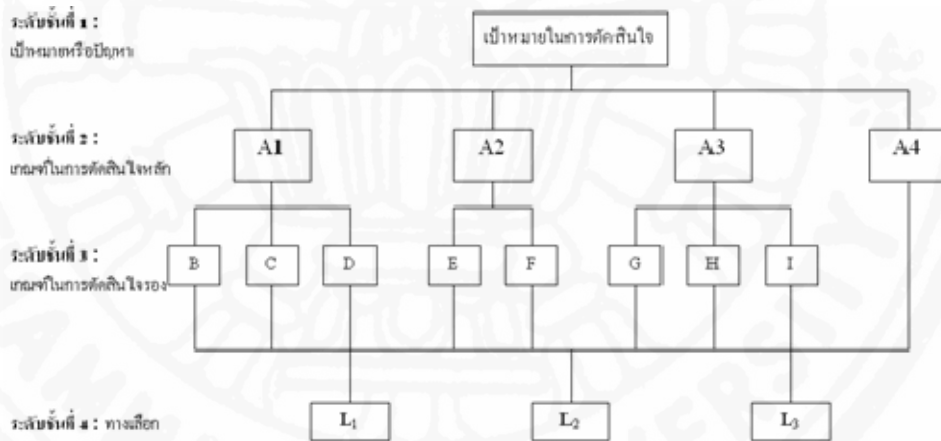 ระดับชั้นที่ 1 :
เป้าหมายหรือปัญหา
เป้าหมายในการตัดสินใจ
ระดับชั้นที่ 2 :
เกณฑ์ในการตัดสินใจหลัก
A1 A2 A3 A4
ระดับชั้นที่ 3 :
เกณฑ์ในการตัดสินใจรอง
B C D E F G H I
ระดับชั้นที่ 4 : ทางเลือก
L₁ L₂ L₃